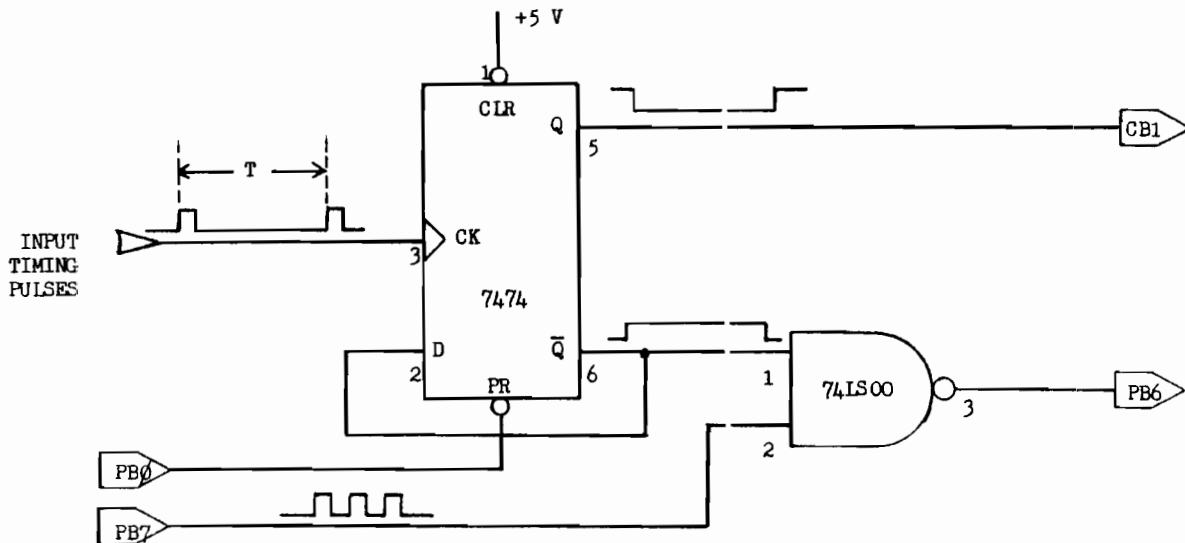 +5 V
1
CLR
Q
5
CB1
T
INPUT
TIMING
PULSES
3
CK
7474
D
2
Q̅
6
PR
1
74LS00
3
PB6
2
PBØ
PB7